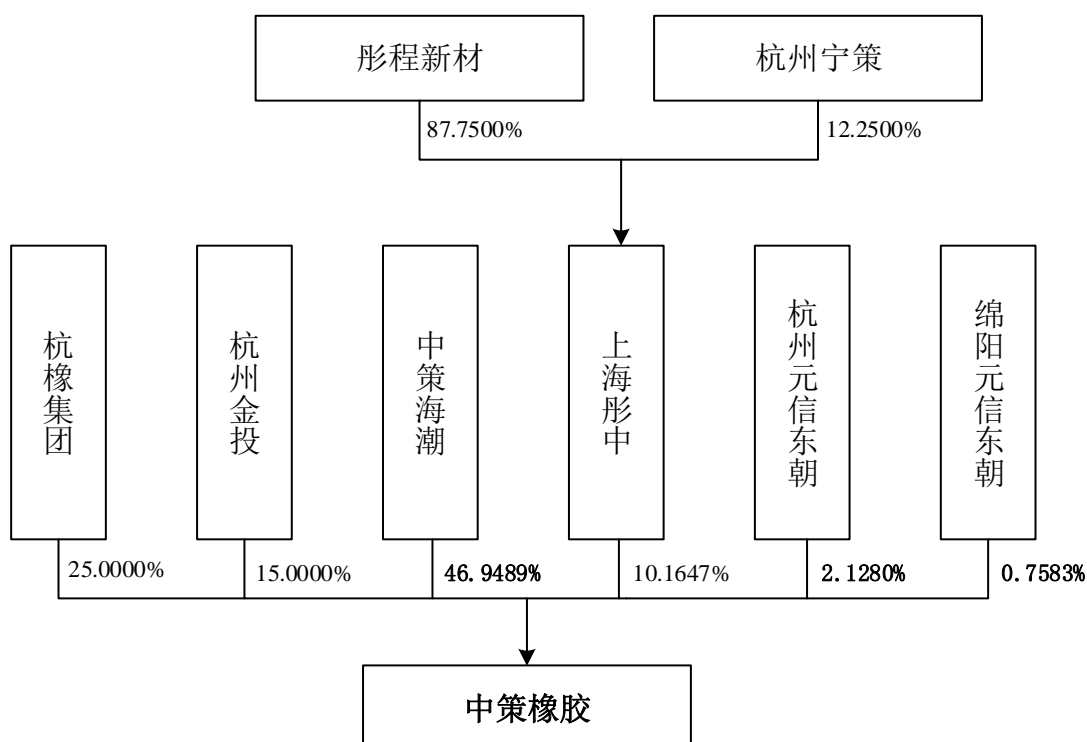 彤程新材
杭州宁策
87.7500%
12.2500%
杭橡集团
杭州金投
中策海潮
上海彤中
杭州元信东朝
绵阳元信东朝
25.0000%
15.0000%
46.9489%
10.1647%
2.1280%
0.7583%
中策橡胶